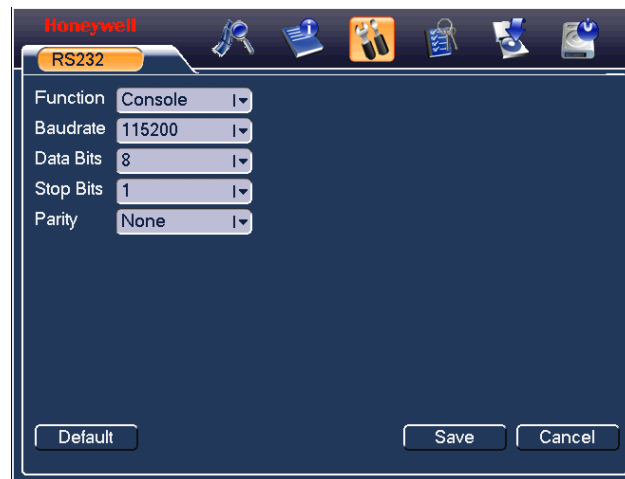 Honeywell
RS232
Function Console
Baudrate 115200
Data Bits 8
Stop Bits 1
Parity None
Default Save Cancel